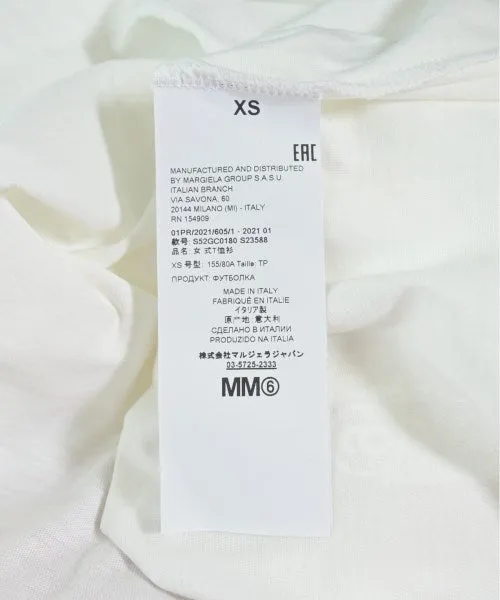 XS
EAC
MANUFACTURED AND DISTRIBUTED
BY MARGIELA GROUP S.A.S.U.
ITALIAN BRANCH
VIA SAVONA, 60
20144 MILANO (MI) - ITALY
RN 154909
01PR/2021/605/1 - 2021 01
款号: S52GC0180 S23588
品名: 女 式T恤衫
XS 号型: 155/80A Taille: TP
ПРОДУКТ: ФУТБОЛКА
MADE IN ITALY
FABRIQUÉ EN ITALIE
イタリア製
原产地: 意大利
СДЕЛАНО В ИТАЛИИ
PRODUZIDO NA ITALIA
株式会社マルジェラジャパン
03-5725-2333
MM⑥